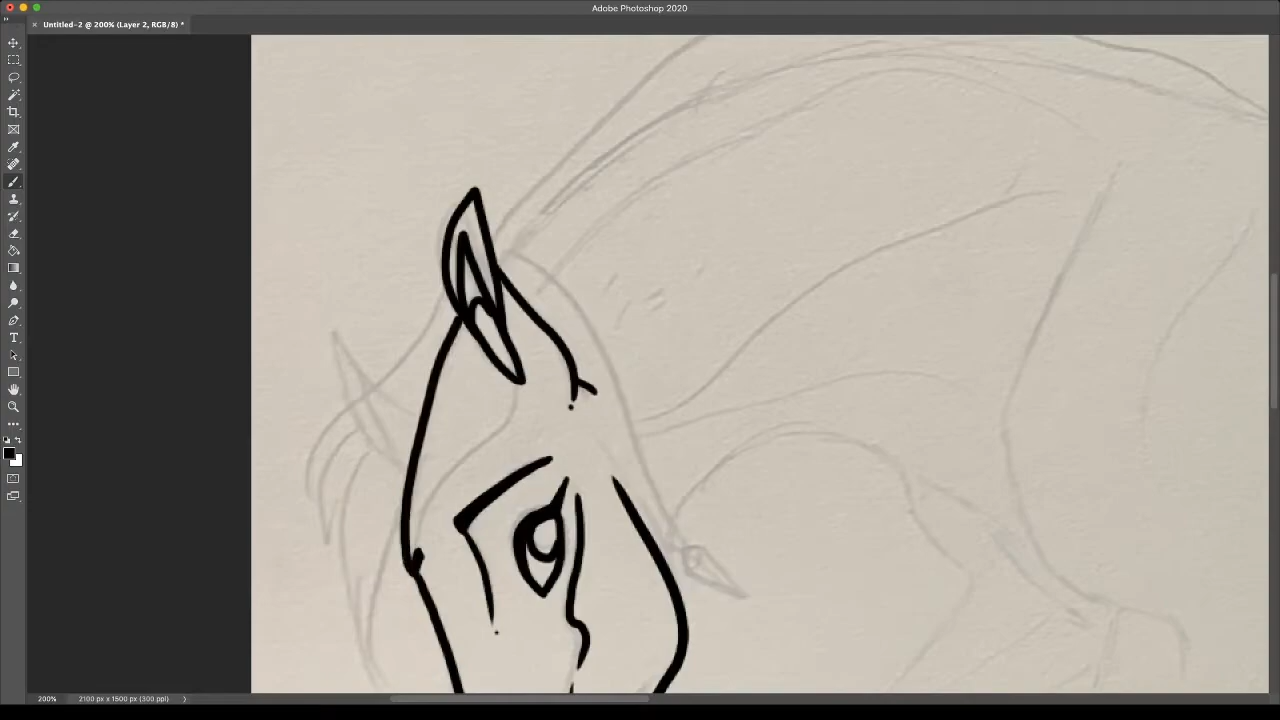 Adobe Photoshop 2020
Untitled-2 @ 200% (Layer 2, RGB/8) *
200%
2100 px x 1500 px (300 ppi)